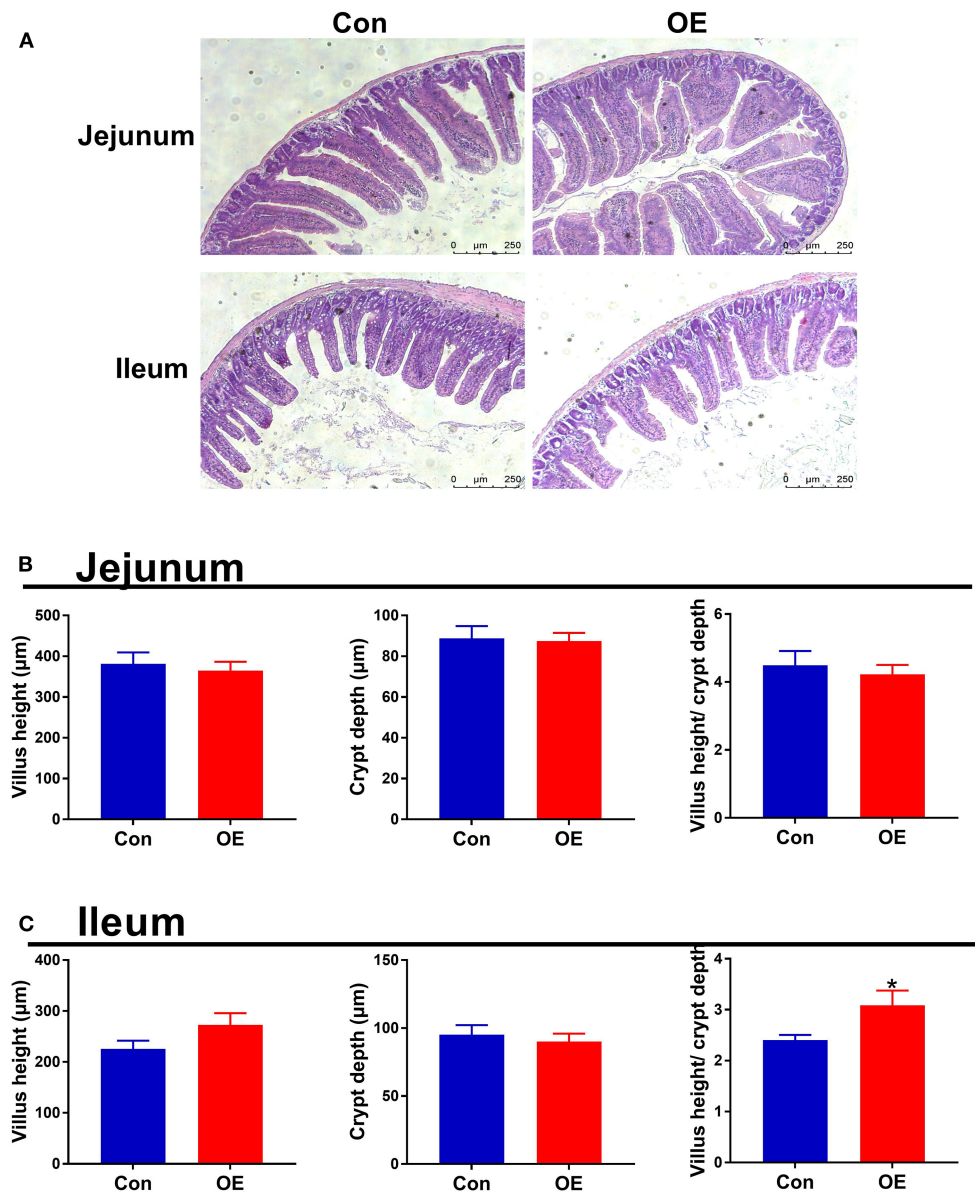 A
Con
OE
Jejunum
0 µm 250
0 µm 250
Ileum
0 µm 250
0 µm 250
B
Jejunum
Villus height (µm)
500
400
300
200
100
0
Con
OE
Crypt depth (µm)
100
80
60
40
20
0
Con
OE
Villus height/ crypt depth
6
4
2
0
Con
OE
C
Ileum
Villus height (µm)
400
300
200
100
0
Con
OE
Crypt depth (µm)
150
100
50
0
Con
OE
Villus height/ crypt depth
4
3
2
1
0
*
Con
OE